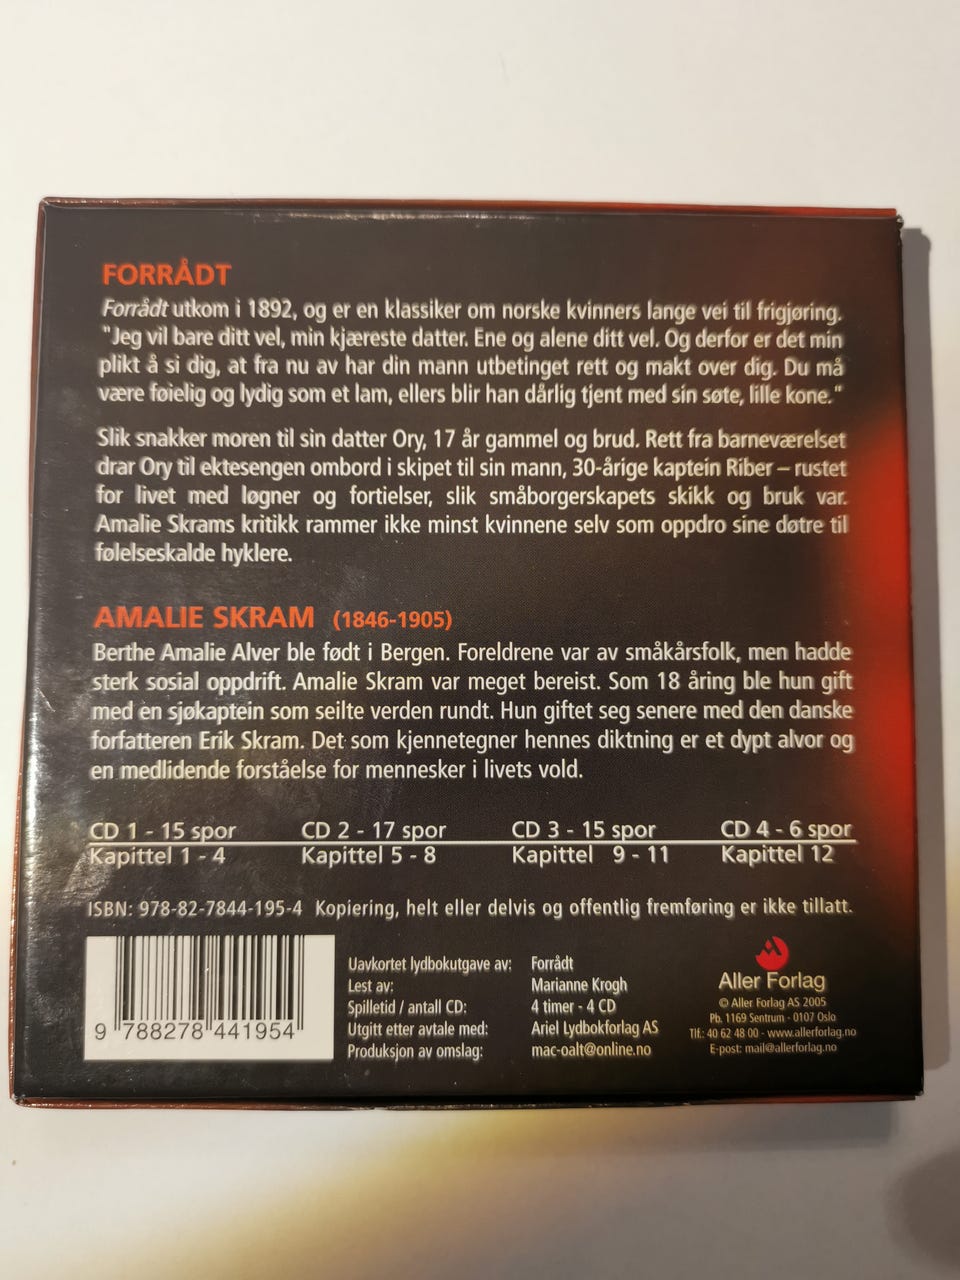 FORRÅDT
Forrådt utkom i 1892, og er en klassiker om norske kvinners lange vei til frigjøring.
"Jeg vil bare ditt vel, min kjæreste datter. Ene og alene ditt vel. Og derfor er det min
plikt å si dig, at fra nu av har din mann utbetinget rett og makt over dig. Du må
være føielig og lydig som et lam, ellers blir han dårlig tjent med sin søte, lille kone."
Slik snakker moren til sin datter Ory, 17 år gammel og brud. Rett fra barneværelset
drar Ory til ektesengen ombord i skipet til sin mann, 30-årige kaptein Riber – rustet
for livet med løgner og fortielser, slik småborgerskapets skikk og bruk var.
Amalie Skrams kritikk rammer ikke minst kvinnene selv som oppdro sine døtre til
følelseskalde hyklere.
AMALIE SKRAM (1846-1905)
Berthe Amalie Alver ble født i Bergen. Foreldrene var av småkårsfolk, men hadde
sterk sosial oppdrift. Amalie Skram var meget bereist. Som 18 åring ble hun gift
med en sjøkaptein som seilte verden rundt. Hun giftet seg senere med den danske
forfatteren Erik Skram. Det som kjennetegner hennes diktning er et dypt alvor og
en medlidende forståelse for mennesker i livets vold.
CD 1 - 15 spor CD 2 - 17 spor CD 3 - 15 spor CD 4 - 6 spor
Kapittel 1 - 4 Kapittel 5 - 8 Kapittel 9 - 11 Kapittel 12
ISBN: 978-82-7844-195-4 Kopiering, helt eller delvis og offentlig fremføring er ikke tillatt.
9 788278 441954
Uavkortet lydbokutgave av: Forrådt
Lest av: Marianne Krogh
Spilletid / antall CD: 4 timer - 4 CD
Utgitt etter avtale med: Ariel Lydbokforlag AS
Produksjon av omslag: mac-oalt@online.no
Aller Forlag
© Aller Forlag AS 2005
Pb. 1169 Sentrum - 0107 Oslo
Tlf.: 40 62 48 00 - www.allerforlag.no
E-post: mail@allerforlag.no